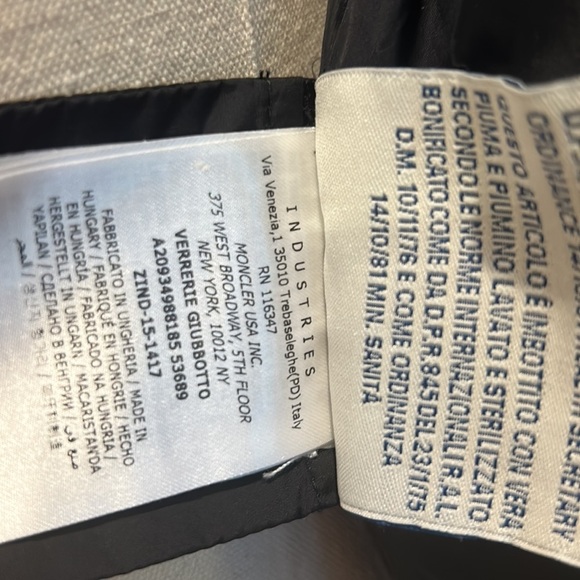 INDUSTRIES
Via Venezia,1 35010 Trebaseleghe(PD) Italy
RN 116347
MONCLER USA INC.
375 WEST BROADWAY, 5TH FLOOR
NEW YORK, 10012 NY
VERRERIE GIUBBOTTO
A20934988185 53689
ZIND-15-1417
FABBRICATO IN UNGHERIA / MADE IN
HUNGARY / FABRIQUÉ EN HONGRIE / HECHO
EN HUNGRÍA / FABRICADO NA HUNGRIA /
HERGESTELLT IN UNGARN / MACARISTAN'DA
YAPILAN / СДЕЛАНО В ВЕНГРИИ /
ORDINANCE
QUESTO ARTICOLO È IMBOTTITO CON VERA
PIUMA E PIUMINO LAVATO E STERILIZZATO
SECONDO LE NORME INTERNAZIONALI R.A.L.
BONIFICATO COME DA D.P.R. 845 DEL 23/11/75
D.M. 10/11/76 E COME ORDINANZA
14/10/81 MIN. SANITÀ